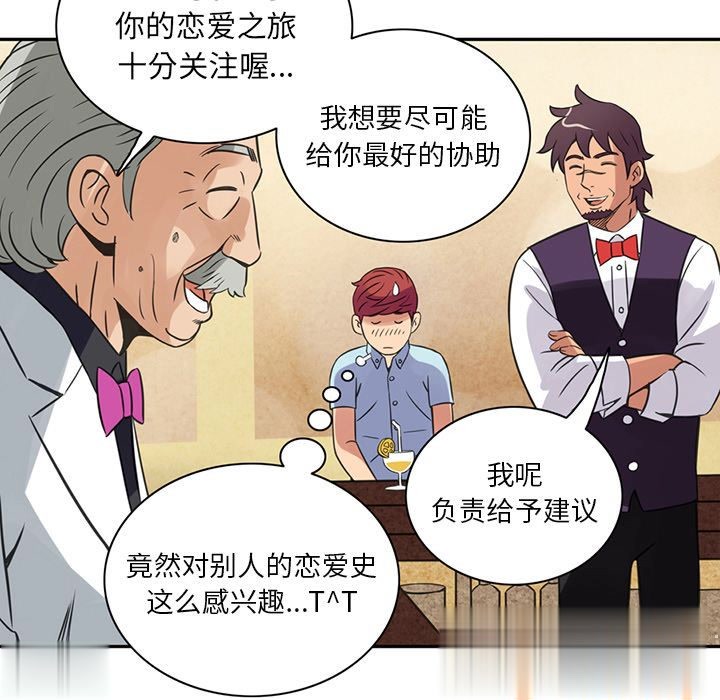 你的恋爱之旅
十分关注喔...
我想要尽可能
给你最好的协助
我呢
负责给予建议
竟然对别人的恋爱史
这么感兴趣...T^T